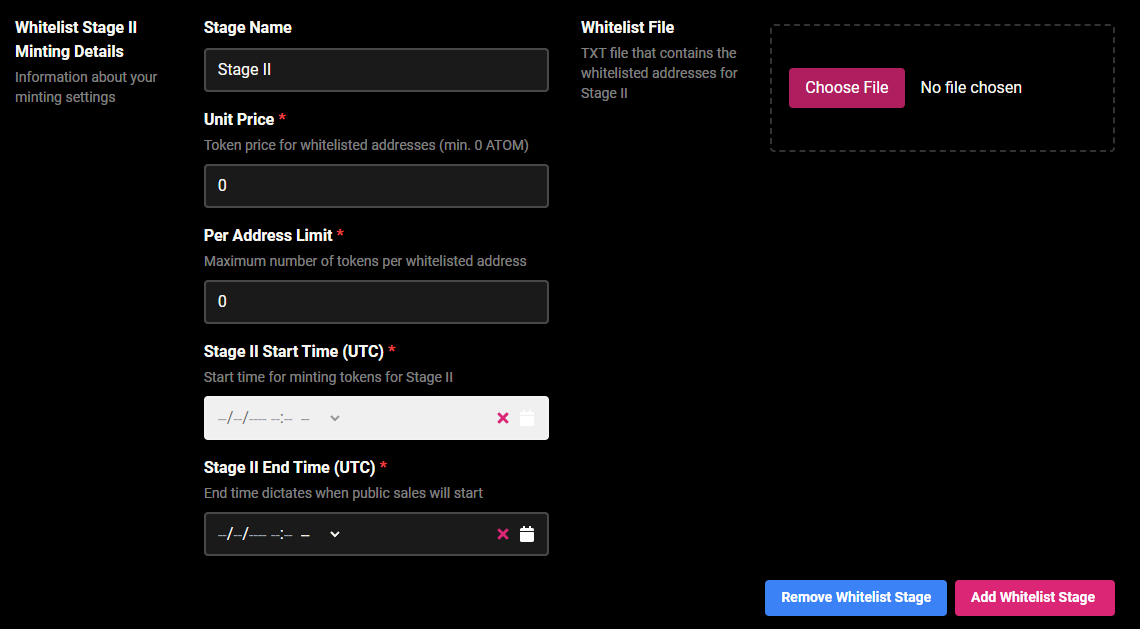 Whitelist Stage II
Minting Details
Information about your
minting settings
Stage Name
Stage II
Unit Price *
Token price for whitelisted addresses (min. 0 ATOM)
0
Per Address Limit *
Maximum number of tokens per whitelisted address
0
Stage II Start Time (UTC) *
Start time for minting tokens for Stage II
--/--/---- --:-- --
Stage II End Time (UTC) *
End time dictates when public sales will start
--/--/---- --:-- --
Whitelist File
TXT file that contains the
whitelisted addresses for
Stage II
Choose File No file chosen
Remove Whitelist Stage
Add Whitelist Stage